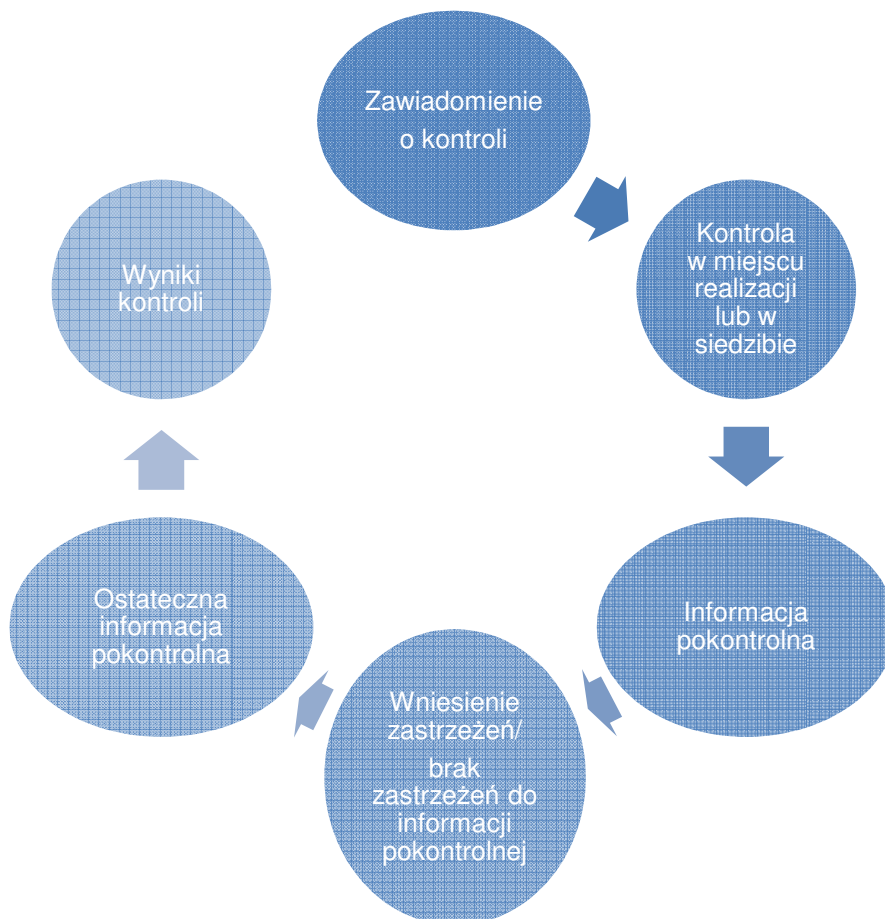 Zawiadomienie
o kontroli
Kontrola
w miejscu
realizacji
lub w
siedzibie
Informacja
pokontrolna
Wniesienie
zastrzeżeń/
brak
zastrzeżeń do
informacji
pokontrolnej
Ostateczna
informacja
pokontrolna
Wyniki
kontroli